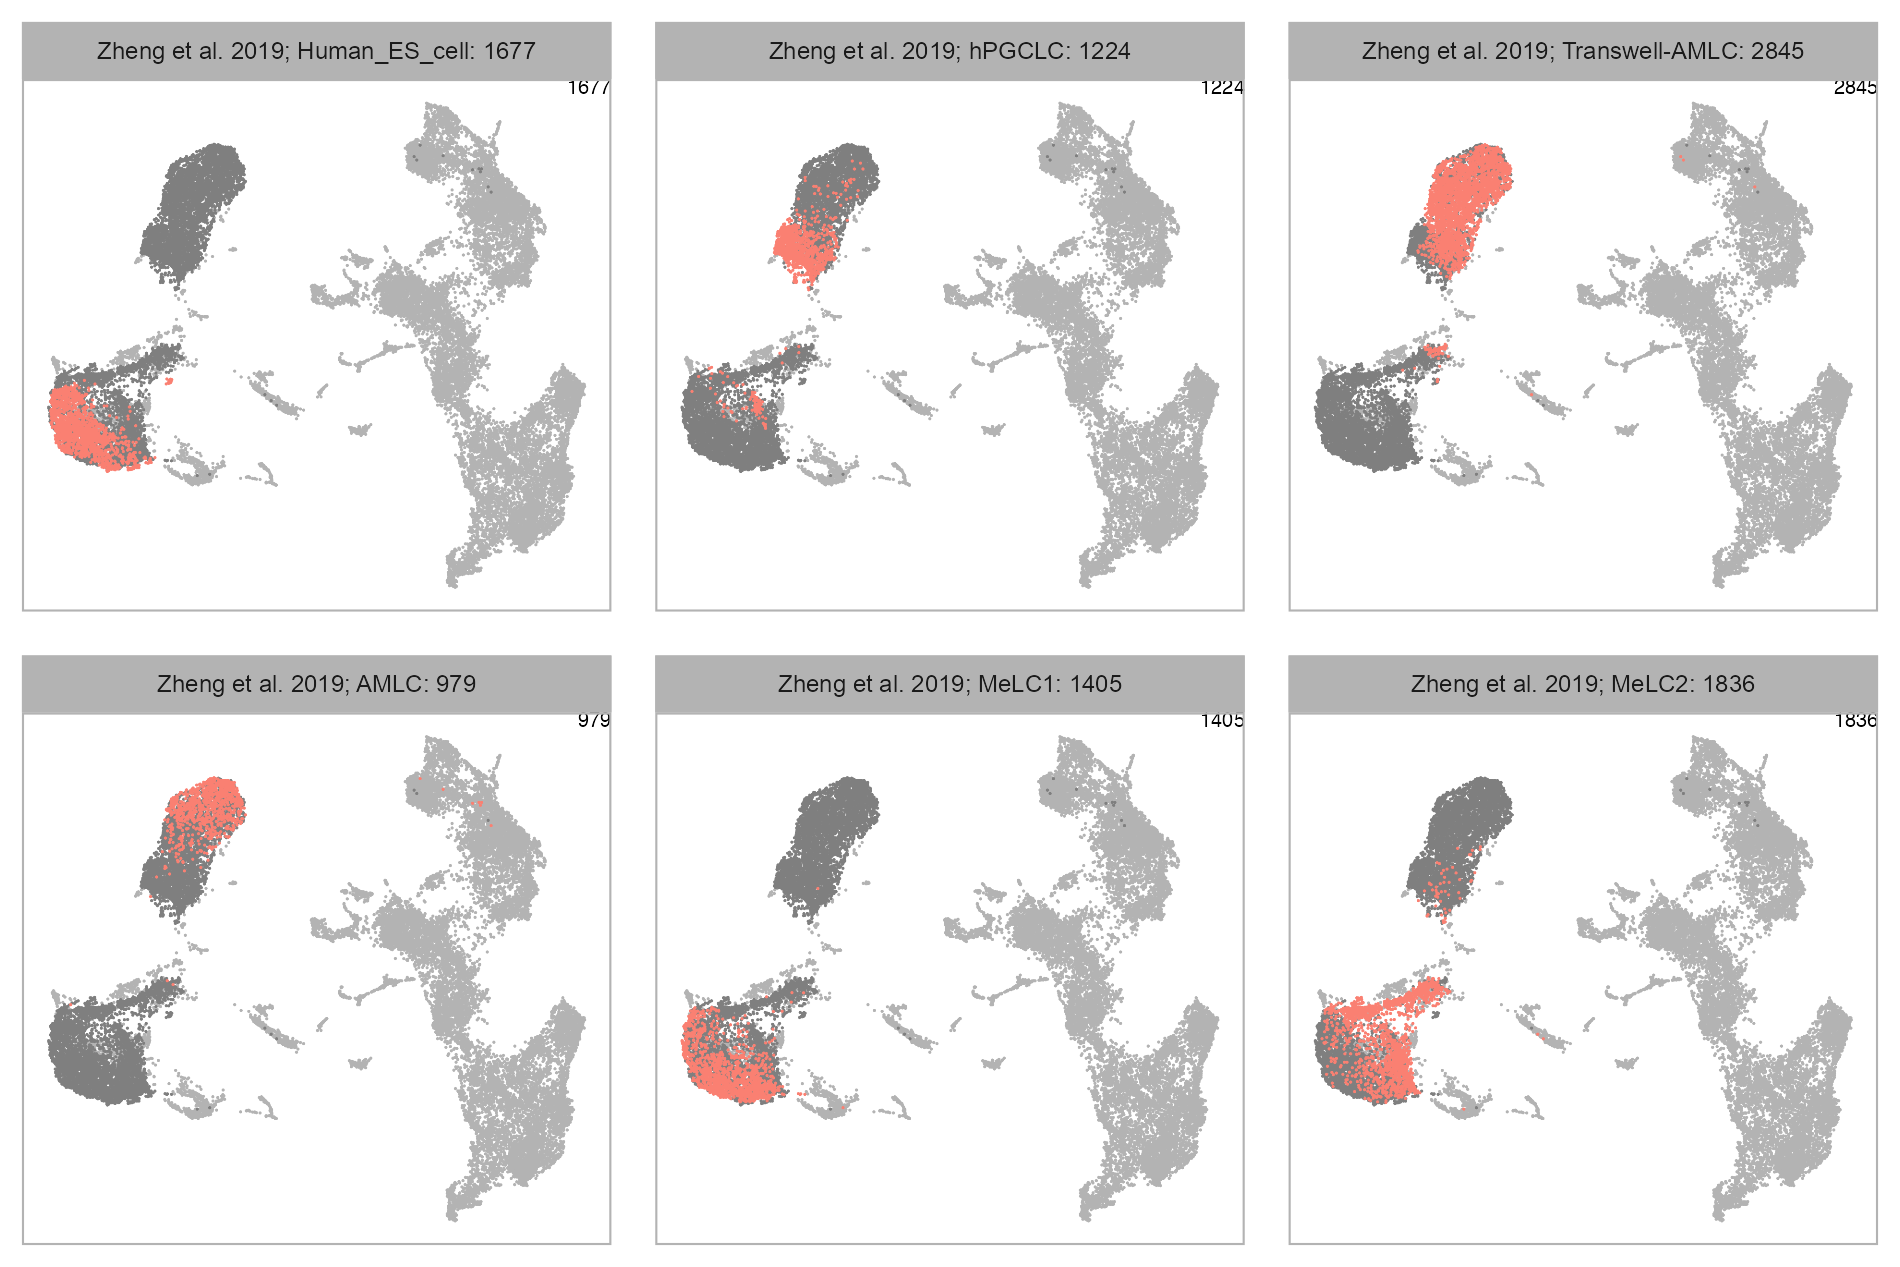 Zheng et al. 2019; Human_ES_cell: 1677
1677
Zheng et al. 2019; hPGCLC: 1224
1224
Zheng et al. 2019; Transwell-AMLC: 2845
2845
Zheng et al. 2019; AMLC: 979
979
Zheng et al. 2019; MeLC1: 1405
1405
Zheng et al. 2019; MeLC2: 1836
1836